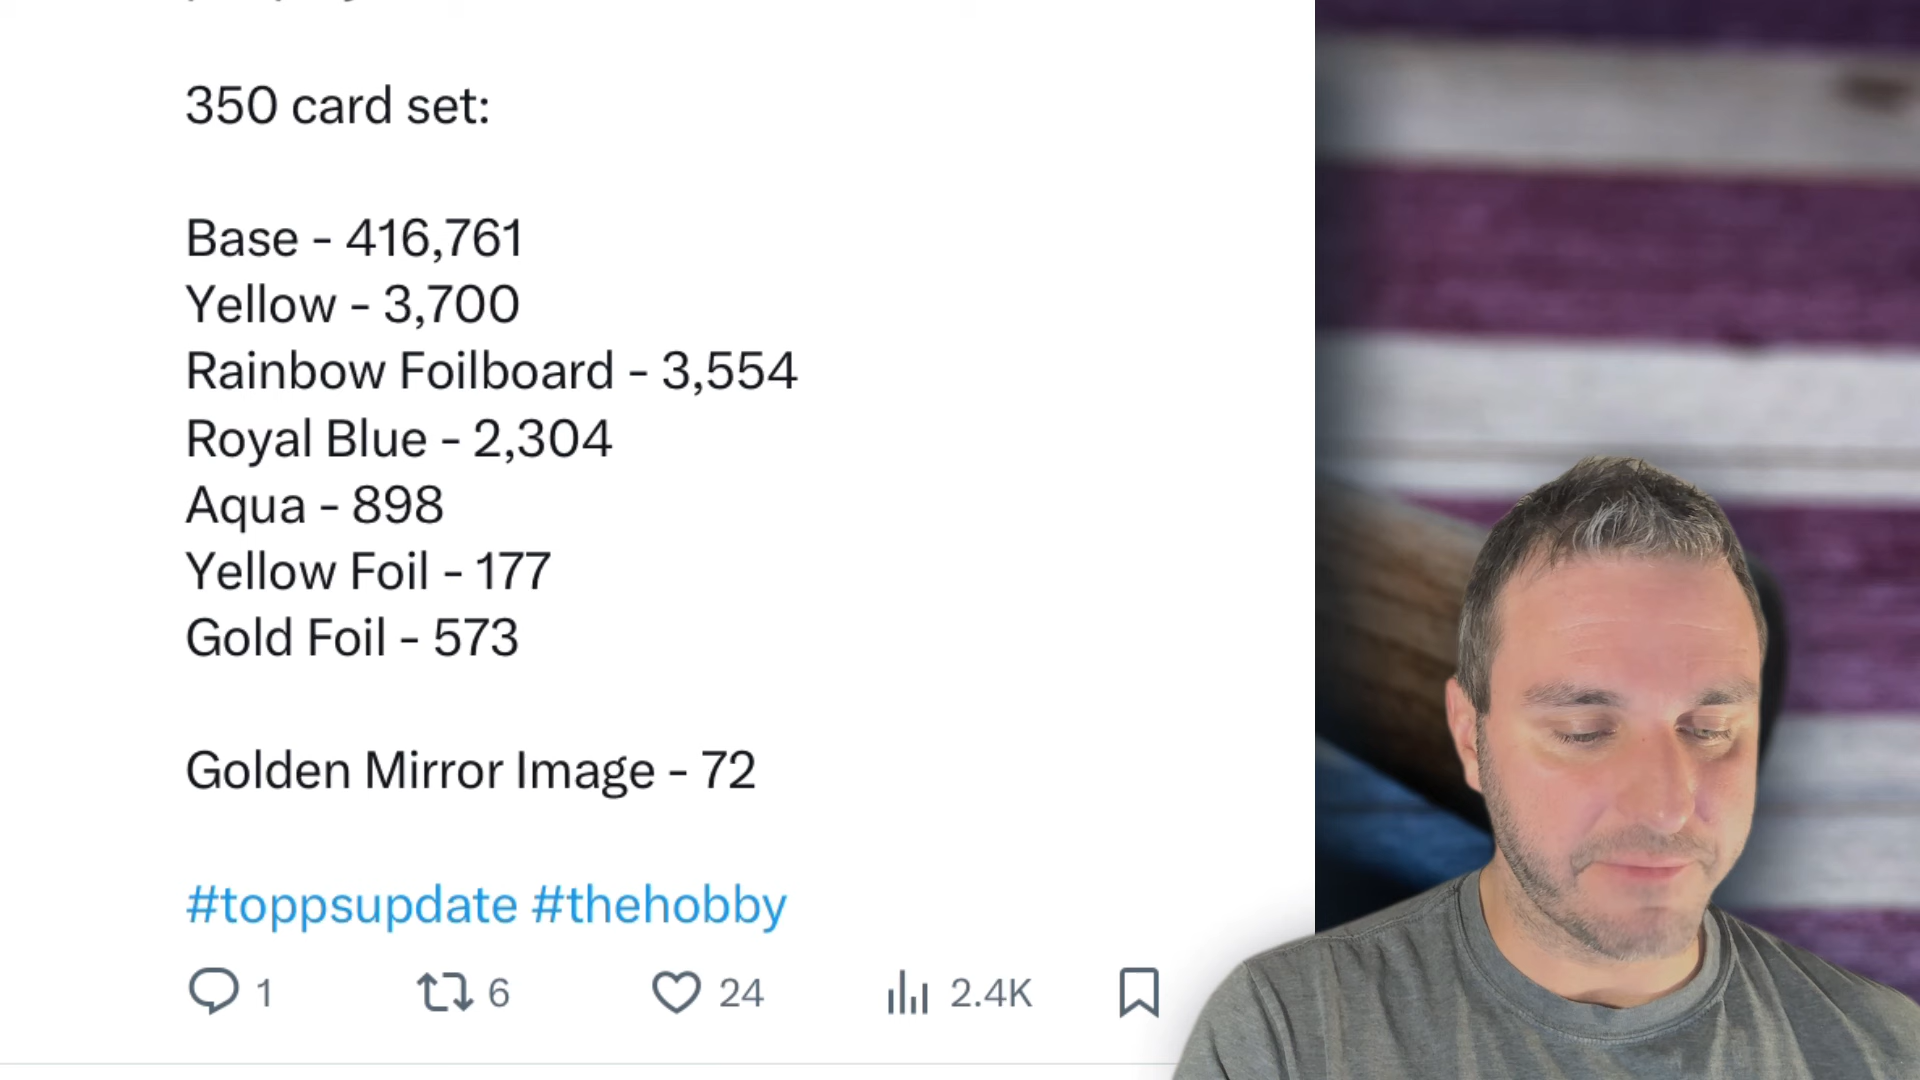 350 card set:
Base - 416,761
Yellow - 3,700
Rainbow Foilboard - 3,554
Royal Blue - 2,304
Aqua - 898
Yellow Foil - 177
Gold Foil - 573
Golden Mirror Image - 72
#toppsupdate #thehobby
1 6 24 2.4K